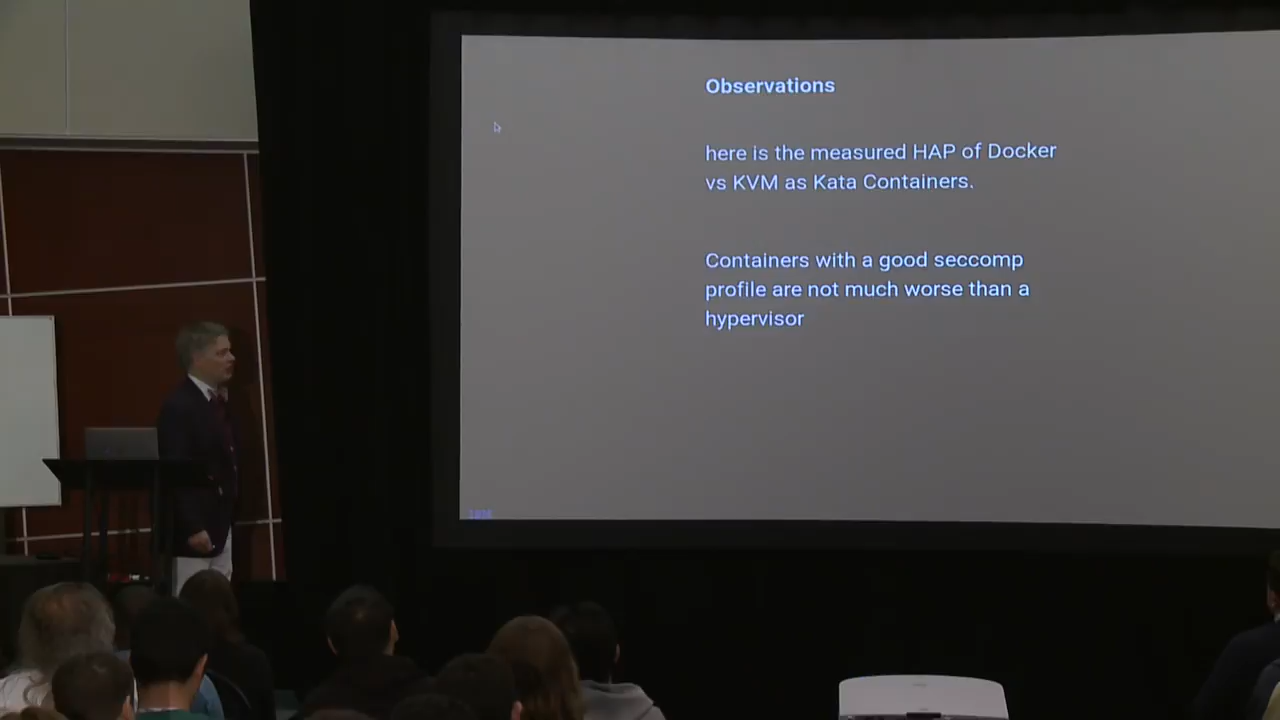 Observations
here is the measured HAP of Docker
vs KVM as Kata Containers.
Containers with a good seccomp
profile are not much worse than a
hypervisor